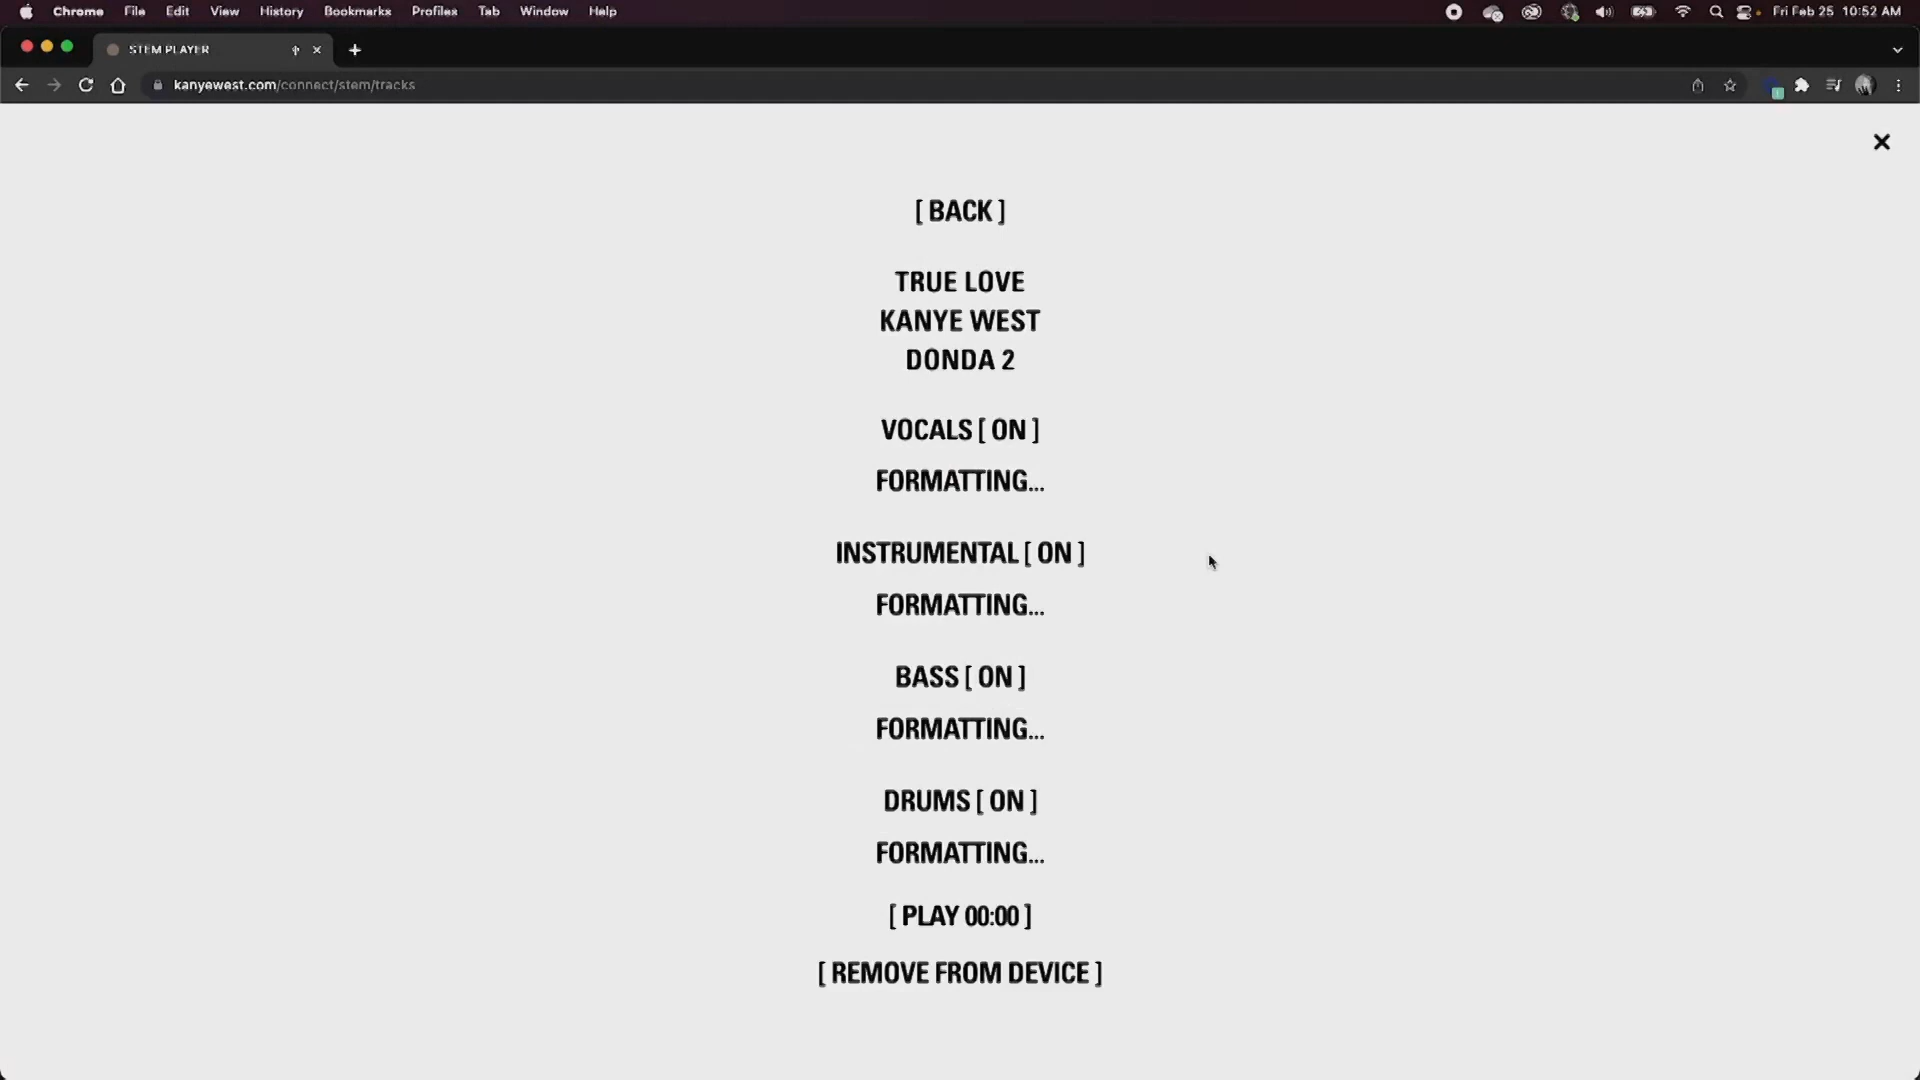 Chrome File Edit View History Bookmarks Profiles Tab Window Help Fri Feb 25 10:52 AM
STEM PLAYER
kanyewest.com/connect/stem/tracks
[ BACK ]
TRUE LOVE
KANYE WEST
DONDA 2
VOCALS [ ON ]
FORMATTING...
INSTRUMENTAL [ ON ]
FORMATTING...
BASS [ ON ]
FORMATTING...
DRUMS [ ON ]
FORMATTING...
[ PLAY 00:00 ]
[ REMOVE FROM DEVICE ]